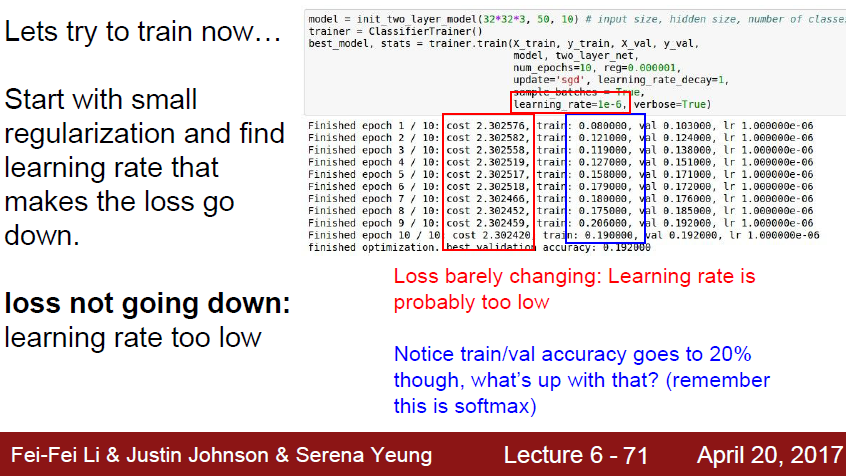 Lets try to train now…
Start with small
regularization and find
learning rate that
makes the loss go
down.
loss not going down:
learning rate too low
model = init_two_layer_model(32*32*3, 50, 10) # input size, hidden size, number of classes
trainer = ClassifierTrainer()
best_model, stats = trainer.train(X_train, y_train, X_val, y_val,
model, two_layer_net,
num_epochs=10, reg=0.000001,
update='sgd', learning_rate_decay=1,
sample_batches = True,
learning_rate=1e-6, verbose=True)
Finished epoch 1 / 10: cost 2.302576, train: 0.080000, val 0.103000, lr 1.000000e-06
Finished epoch 2 / 10: cost 2.302582, train: 0.121000, val 0.124000, lr 1.000000e-06
Finished epoch 3 / 10: cost 2.302558, train: 0.119000, val 0.138000, lr 1.000000e-06
Finished epoch 4 / 10: cost 2.302519, train: 0.127000, val 0.151000, lr 1.000000e-06
Finished epoch 5 / 10: cost 2.302517, train: 0.158000, val 0.171000, lr 1.000000e-06
Finished epoch 6 / 10: cost 2.302518, train: 0.179000, val 0.172000, lr 1.000000e-06
Finished epoch 7 / 10: cost 2.302466, train: 0.180000, val 0.176000, lr 1.000000e-06
Finished epoch 8 / 10: cost 2.302452, train: 0.175000, val 0.185000, lr 1.000000e-06
Finished epoch 9 / 10: cost 2.302459, train: 0.206000, val 0.192000, lr 1.000000e-06
Finished epoch 10 / 10: cost 2.302420, train: 0.190000, val 0.192000, lr 1.000000e-06
finished optimization. best validation accuracy: 0.192000
Loss barely changing: Learning rate is
probably too low
Notice train/val accuracy goes to 20%
though, what's up with that? (remember
this is softmax)
Fei-Fei Li & Justin Johnson & Serena Yeung Lecture 6 - 71 April 20, 2017